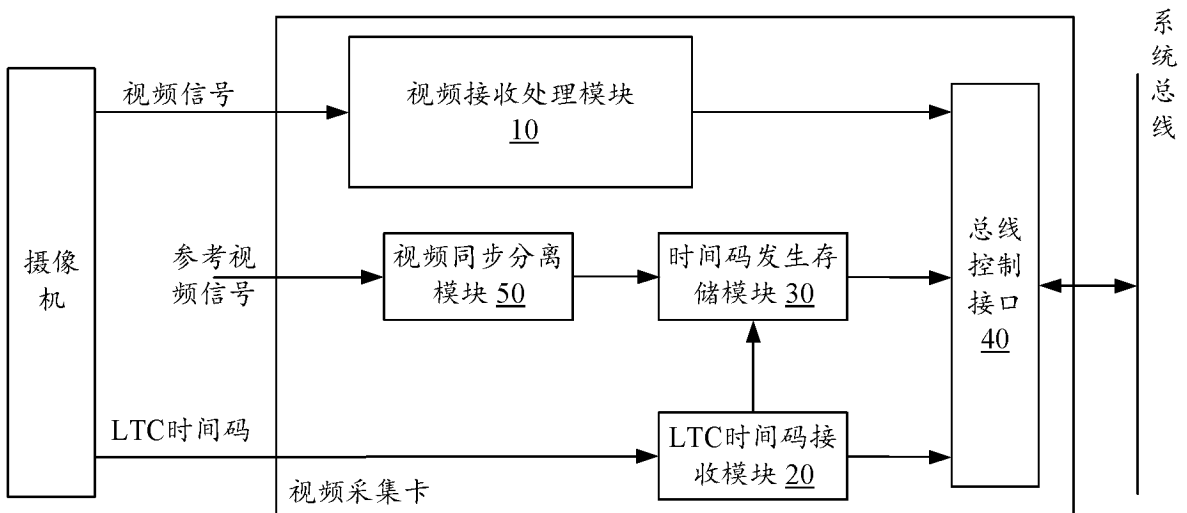 摄像
机
视频信号
视频接收处理模块
10
参考视
频信号
视频同步分离
模块 50
时间码发生存
储模块 30
LTC时间码
LTC时间码接
收模块 20
视频采集卡
总线
控制
接口
40
系
统
总
线